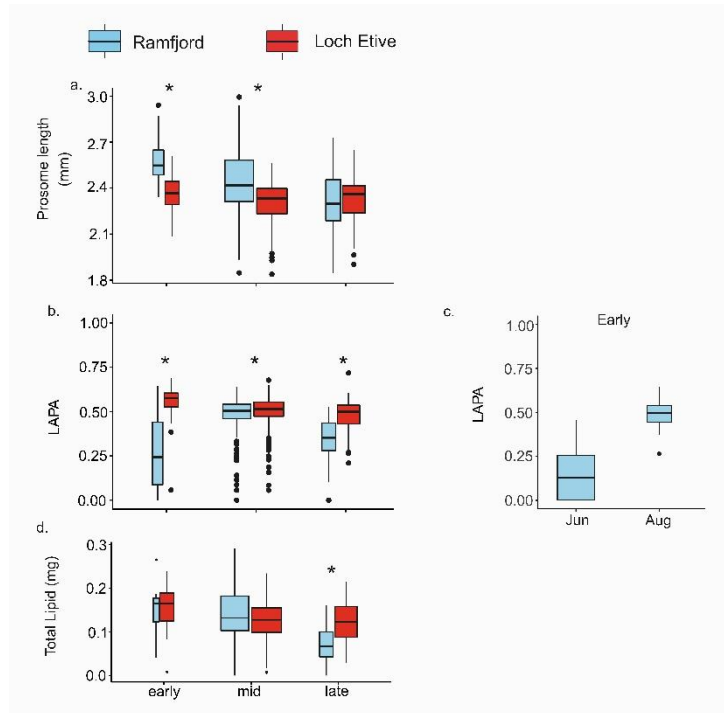 Ramfjord
Loch Etive
a.
*
*
3.0
2.7
2.4
2.1
1.8
Prosome length
(mm)
b.
*
*
*
1.00
0.75
0.50
0.25
0.00
LAPA
c.
Early
1.00
0.75
0.50
0.25
0.00
LAPA
Jun
Aug
d.
*
0.3
0.2
0.1
0.0
Total Lipid (mg)
early
mid
late